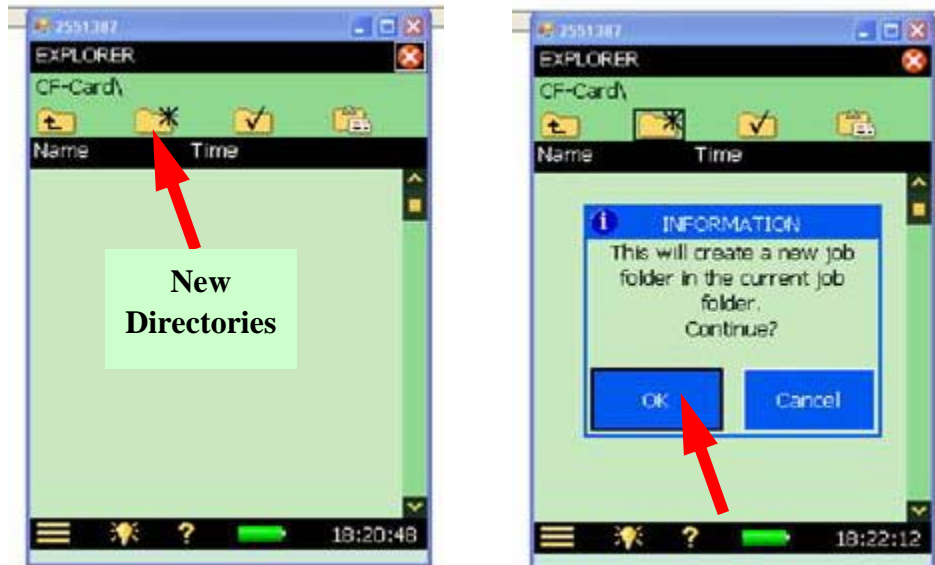 2551387
EXPLORER
CF-Card\
Name Time
New
Directories
?
18:20:48
2551387
EXPLORER
CF-Card\
Name Time
i INFORMATION
This will create a new job
folder in the current job
folder.
Continue?
OK Cancel
?
18:22:12